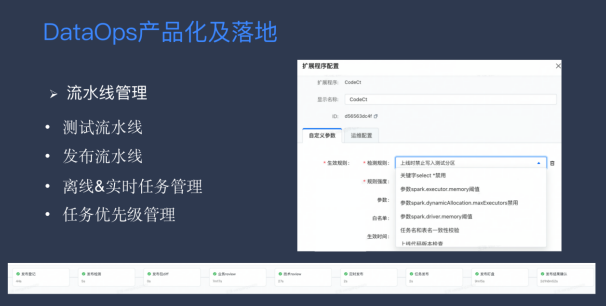 DataOps产品化及落地
➢ 流水线管理
• 测试流水线
• 发布流水线
• 离线&实时任务管理
• 任务优先级管理
扩展程序配置
扩展程序: CodeCI
显示名称: CodeCI
ID:
自定义参数 运维配置
* 生效规则: * 检测规则: 上线时禁止写入测试分区
关键字select *禁用
* 规则强度:
参数spark.executor.memory阈值
参数:
参数spark.dynamicAllocation.maxExecutors禁用
白名单:
参数spark.driver.memory阈值
任务名和表名一致性校验
生效时间:
上线代码版本检查